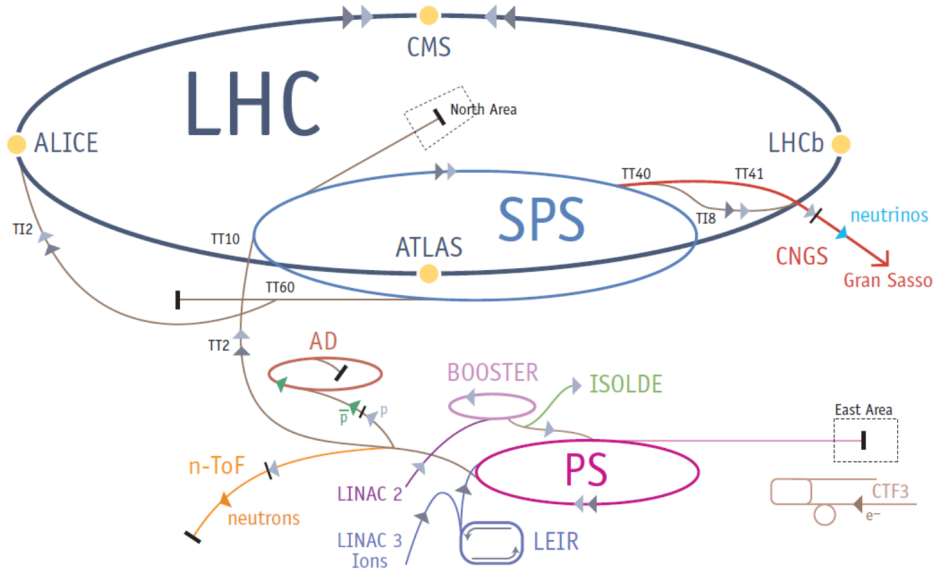 CMS
LHC
North Area
ALICE
LHCb
TT40
TT41
SPS
TI8
neutrinos
TI2
TT10
ATLAS
CNGS
Gran Sasso
TT60
TT2
AD
BOOSTER
ISOLDE
p̅
p
East Area
n-ToF
PS
LINAC 2
CTF3
neutrons
e⁻
LINAC 3
Ions
LEIR